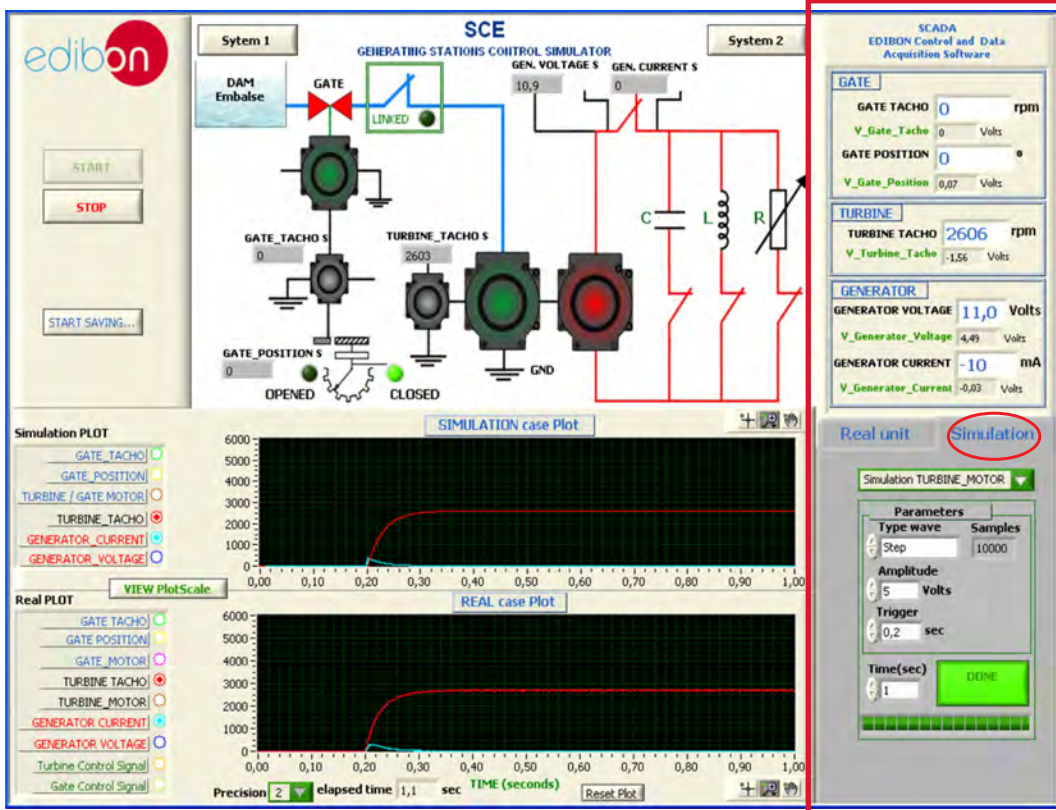 edibon
START
STOP
START SAVING...
Sytem 1
SCE
GENERATING STATIONS CONTROL SIMULATOR
System 2
DAM
Embalse
GATE
LINKED
GEN. VOLTAGE S
10,9
GEN. CURRENT S
0
GATE_TACHO S
0
TURBINE_TACHO S
2603
C
L
R
GATE_POSITION S
0
OPENED
CLOSED
GND
SCADA
EDIBON Control and Data
Acquisition Software
GATE
GATE TACHO 0 rpm
V_Gate_Tacho 0 Volts
GATE POSITION 0 º
V_Gate_Position 0,07 Volts
TURBINE
TURBINE TACHO 2606 rpm
V_Turbine_Tacho -1,56 Volts
GENERATOR
GENERATOR VOLTAGE 11,0 Volts
V_Generator_Voltage 4,49 Volts
GENERATOR CURRENT -10 mA
V_Generator_Current -0,03 Volts
Real unit
Simulation
Simulation TURBINE_MOTOR
Parameters
Type wave Samples
Step 10000
Amplitude
5 Volts
Trigger
0,2 sec
Time(sec)
1
DONE
Simulation PLOT
GATE_TACHO
GATE_POSITION
TURBINE / GATE MOTOR
TURBINE_TACHO
GENERATOR_CURRENT
GENERATOR_VOLTAGE
SIMULATION case Plot
6000
5000
4000
3000
2000
1000
0
0,00 0,10 0,20 0,30 0,40 0,50 0,60 0,70 0,80 0,90 1,00
VIEW PlotScale
Real PLOT
GATE TACHO
GATE POSITION
GATE_MOTOR
TURBINE TACHO
TURBINE_MOTOR
GENERATOR CURRENT
GENERATOR VOLTAGE
Turbine Control Signal
Gate Control Signal
REAL case Plot
6000
5000
4000
3000
2000
1000
0
0,00 0,10 0,20 0,30 0,40 0,50 0,60 0,70 0,80 0,90 1,00
Precision 2 elapsed time 1,1 sec TIME (seconds) Reset Plot